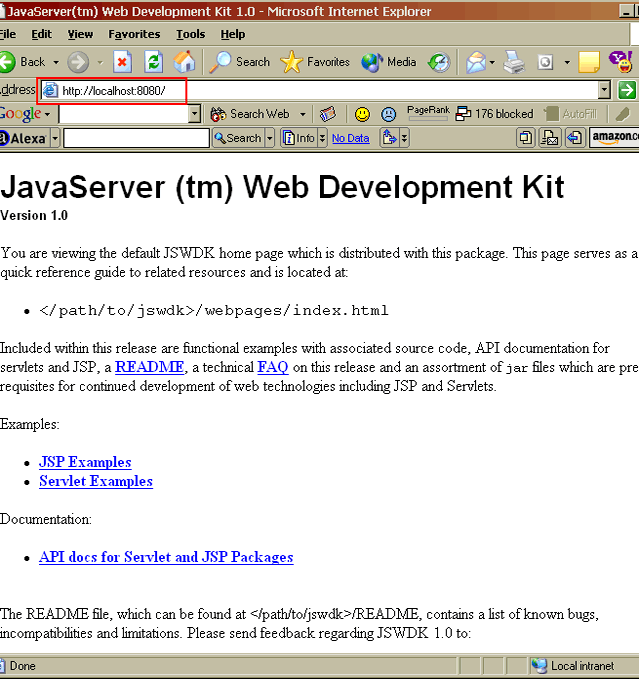 JavaServer(tm) Web Development Kit 1.0 - Microsoft Internet Explorer
File Edit View Favorites Tools Help
Back Search Favorites Media
Address http://localhost:8080/
Google Search Web PageRank 176 blocked AutoFill
Alexa Search Info No Data amazon.co
JavaServer (tm) Web Development Kit
Version 1.0
You are viewing the default JSWDK home page which is distributed with this package. This page serves as a
quick reference guide to related resources and is located at:
• </path/to/jswdk>/webpages/index.html
Included within this release are functional examples with associated source code, API documentation for
servlets and JSP, a README, a technical FAQ on this release and an assortment of jar files which are pre
requisites for continued development of web technologies including JSP and Servlets.
Examples:
• JSP Examples
• Servlet Examples
Documentation:
• API docs for Servlet and JSP Packages
The README file, which can be found at </path/to/jswdk>/README, contains a list of known bugs,
incompatibilities and limitations. Please send feedback regarding JSWDK 1.0 to:
Done Local intranet